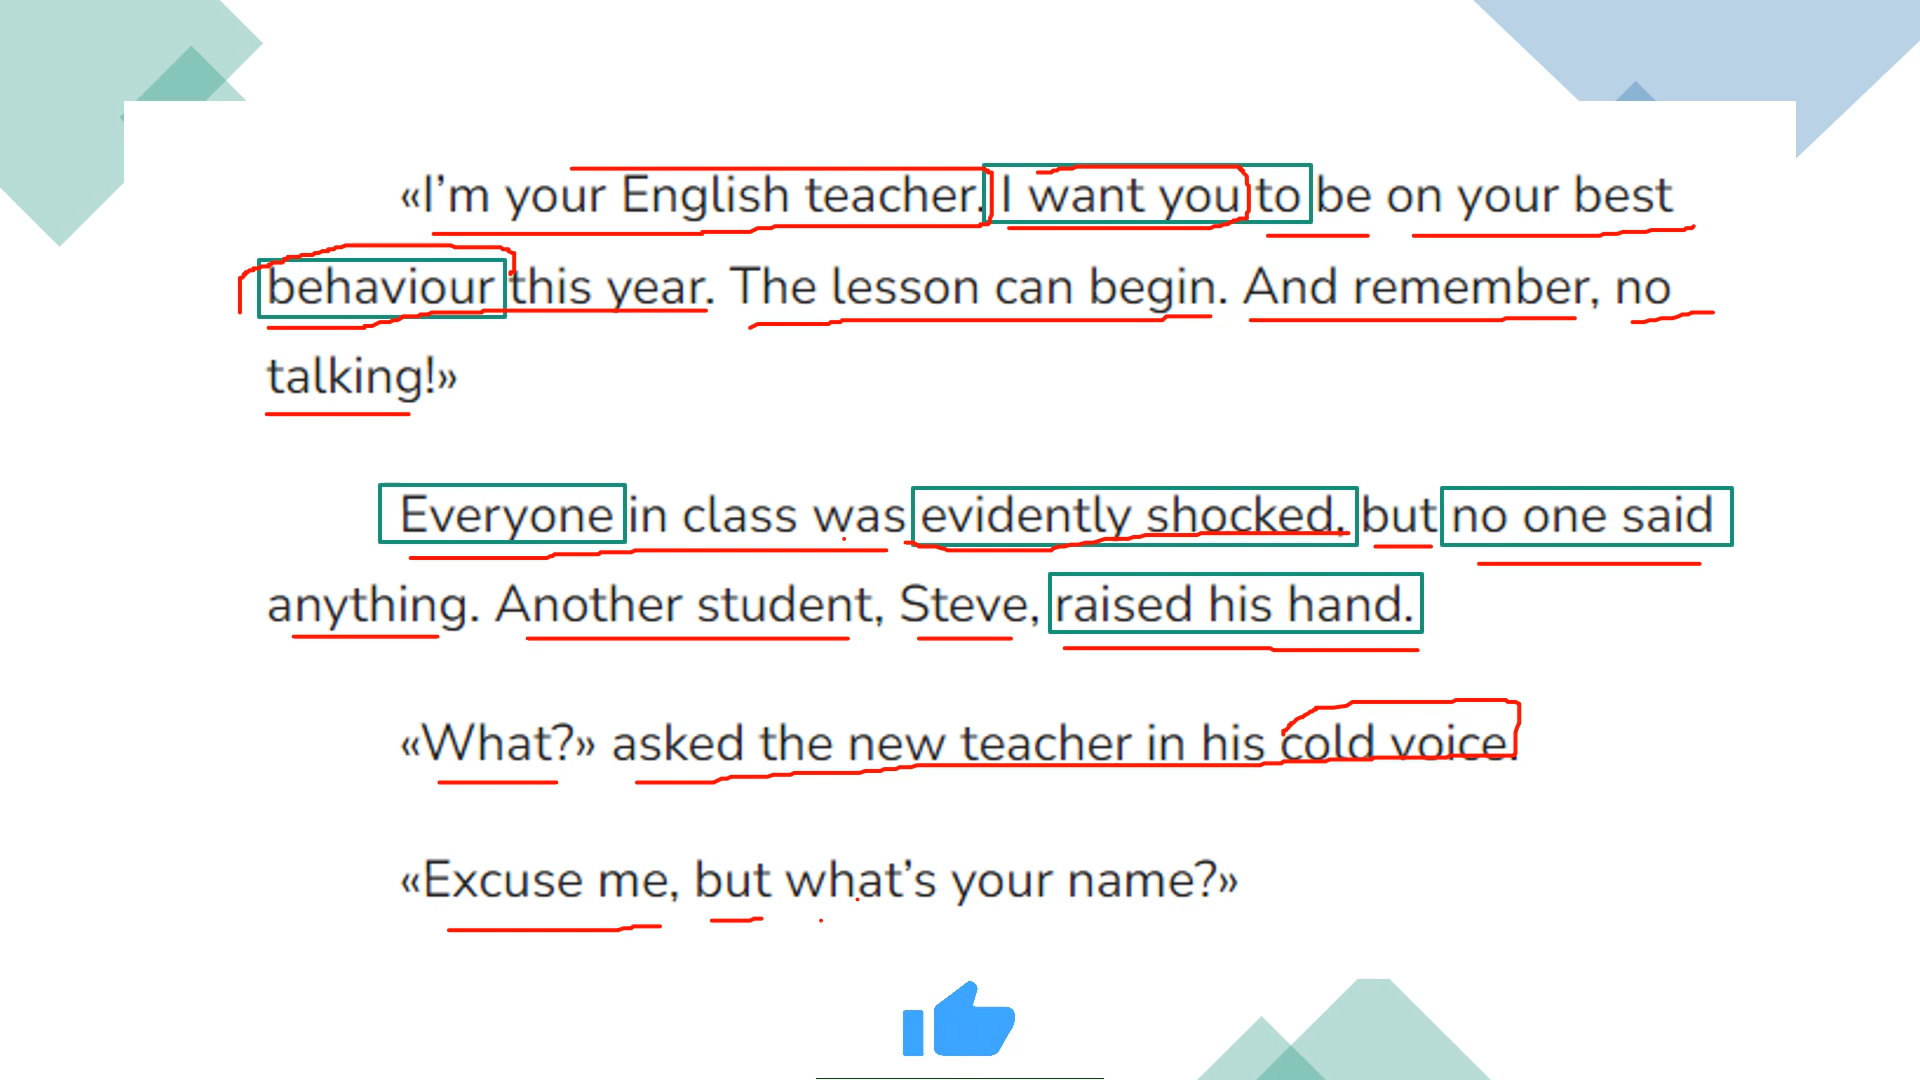 «I’m your English teacher. I want you to be on your best
behaviour this year. The lesson can begin. And remember, no
talking!»
Everyone in class was evidently shocked, but no one said
anything. Another student, Steve, raised his hand.
«What?» asked the new teacher in his cold voice.
«Excuse me, but what’s your name?»